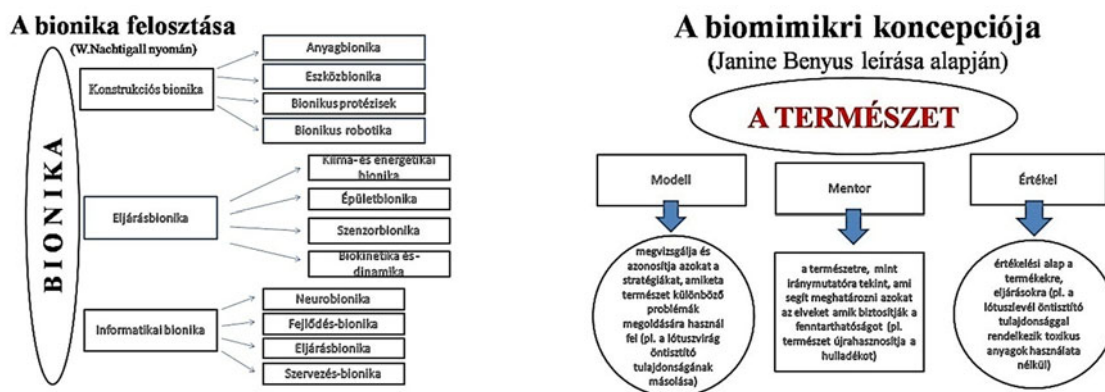 A bionika felosztása
(W.Nachtigall nyomán)
BIONIKA
Konstrukciós bionika
Anyagbionika
Eszközbionika
Bionikus protézisek
Bionikus robotika
Eljárásbionika
Klíma-és energetikai
bionika
Épületbionika
Szenzorbionika
Biokinetika és-
dinamika
Informatikai bionika
Neurobionika
Fejlődés-bionika
Eljárásbionika
Szervezés-bionika
A biomimikri koncepciója
(Janine Benyus leírása alapján)
A TERMÉSZET
Modell
megvizsgálja és
azonosítja azokat a
stratégiákat, amiketa
természet különböző
problémák
megoldására használ
fel (pl. a lótuszvirág
öntisztító
tulajdonságának
másolása)
Mentor
a természetre, mint
iránymutatóra tekint, ami
segít meghatározni azokat
az elveket amik biztosítják a
fenntarthatóságot (pl.
természet újrahasznosítja a
hulladékot)
Értékel
értékelési alap a
termékekre,
eljárásokra (pl. a
lótuszlevél öntisztító
tulajdonsággal
rendelkezik toxikus
anyagok használata
nélkül)